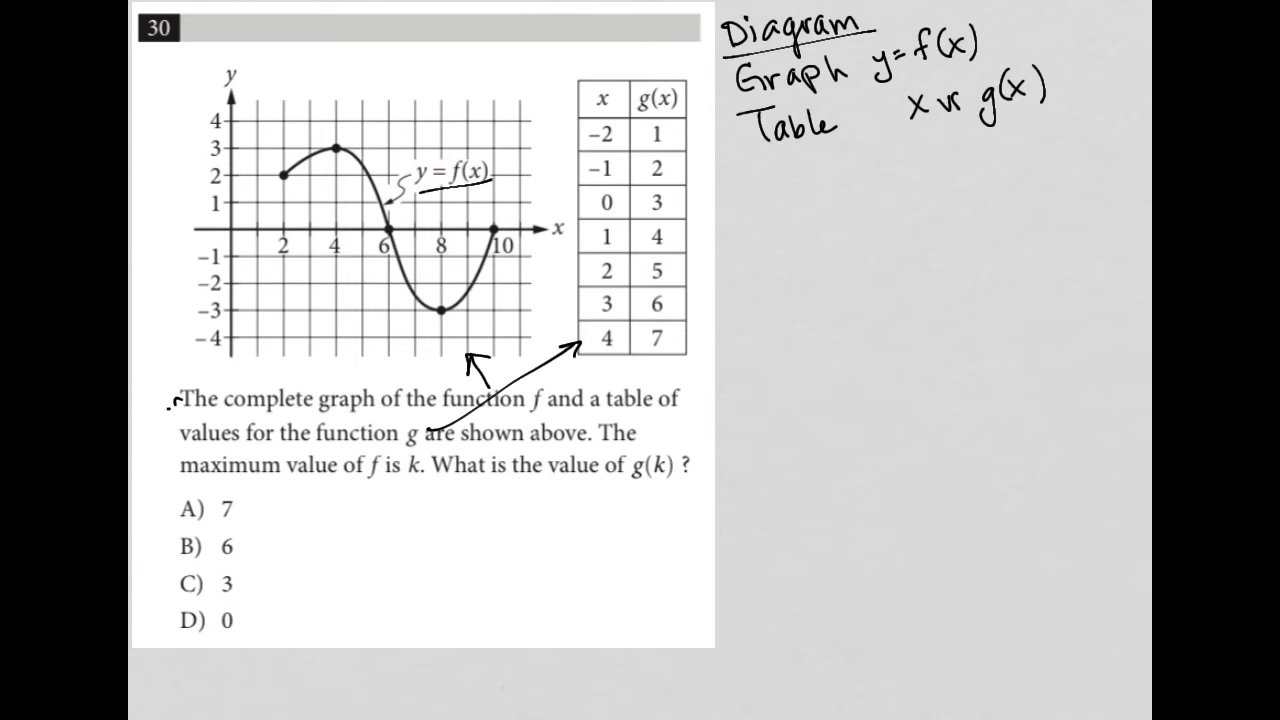 30
y
4
3
2
1
-1
-2
-3
-4
2 4 6 8 10 x
y = f(x)
x g(x)
-2 1
-1 2
0 3
1 4
2 5
3 6
4 7
The complete graph of the function f and a table of
values for the function g are shown above. The
maximum value of f is k. What is the value of g(k) ?
A) 7
B) 6
C) 3
D) 0
Diagram
Graph y=f(x)
Table x vs g(x)